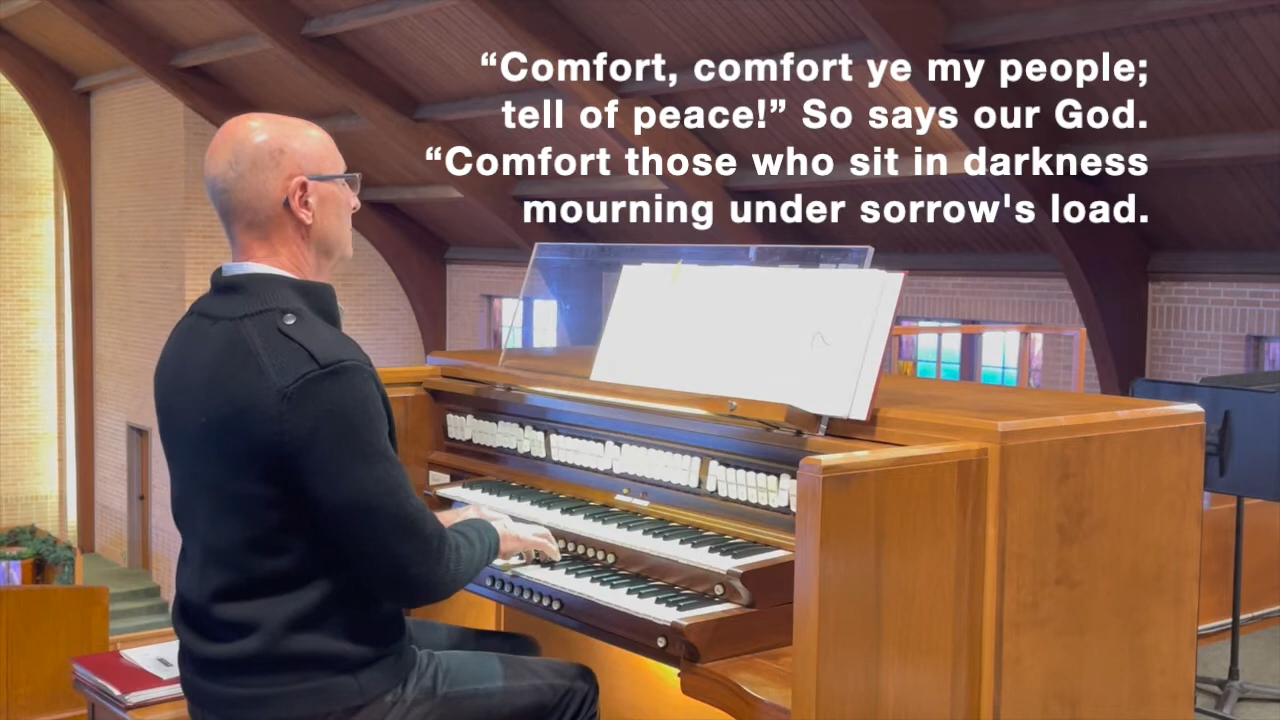 “Comfort, comfort ye my people;
tell of peace!” So says our God.
“Comfort those who sit in darkness
mourning under sorrow's load.